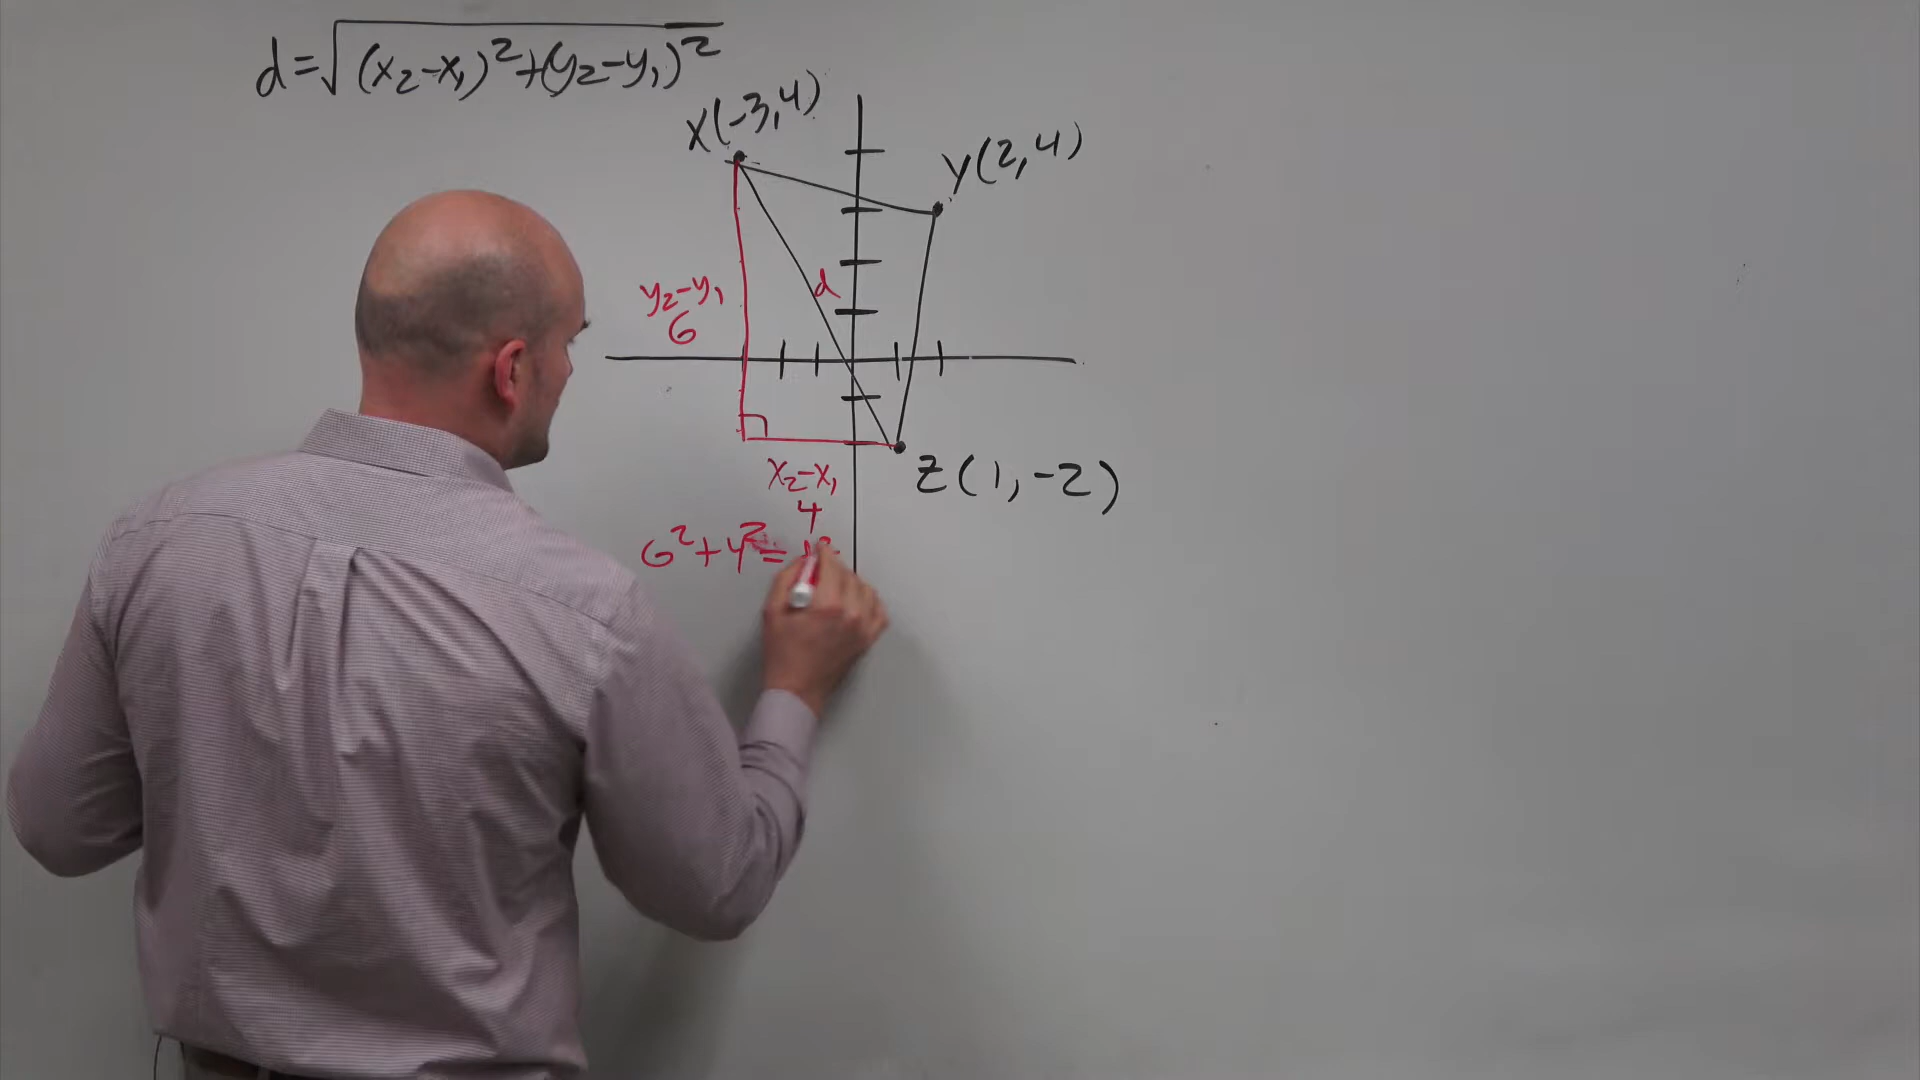 d=√(x₂-x₁)²+(y₂-y₁)²
X(-3,4)
Y(2,4)
y₂-y₁
6
d
Z(1,-2)
x₂-x₁
4
6²+4²=